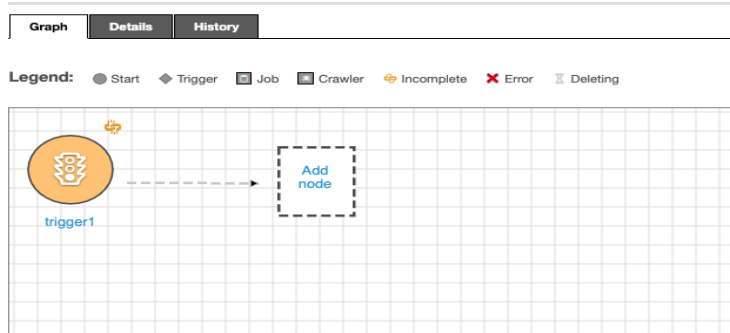 Graph Details History
Legend: Start Trigger Job Crawler Incomplete Error Deleting
Add
node
trigger1